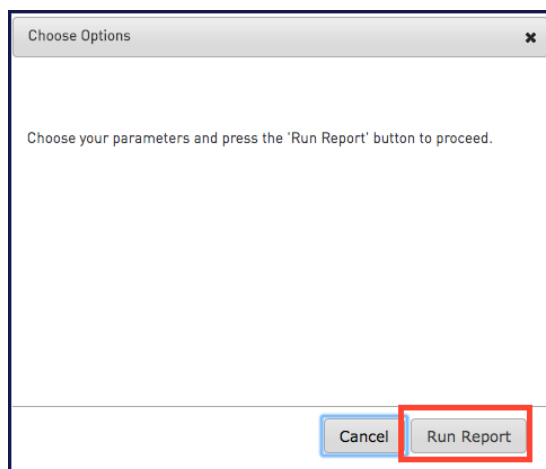 Choose Options
Choose your parameters and press the 'Run Report' button to proceed.
Cancel Run Report